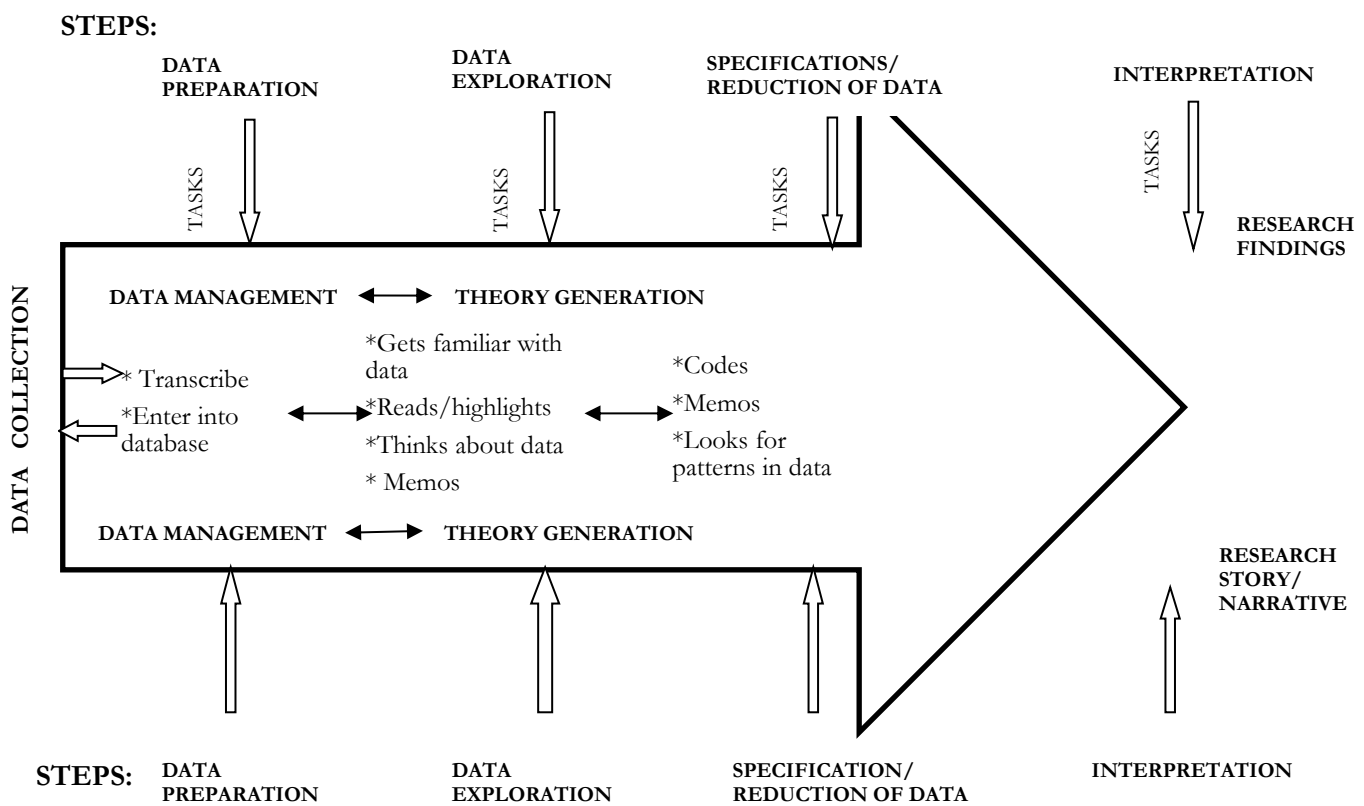 STEPS:
DATA
PREPARATION
DATA
EXPLORATION
SPECIFICATIONS/
REDUCTION OF DATA
INTERPRETATION
TASKS
TASKS
TASKS
TASKS
RESEARCH
FINDINGS
DATA COLLECTION
DATA MANAGEMENT
THEORY GENERATION
* Transcribe
*Enter into
database
*Gets familiar with
data
*Reads/highlights
*Thinks about data
* Memos
*Codes
*Memos
*Looks for
patterns in data
DATA MANAGEMENT
THEORY GENERATION
RESEARCH
STORY/
NARRATIVE
STEPS:
DATA
PREPARATION
DATA
EXPLORATION
SPECIFICATION/
REDUCTION OF DATA
INTERPRETATION